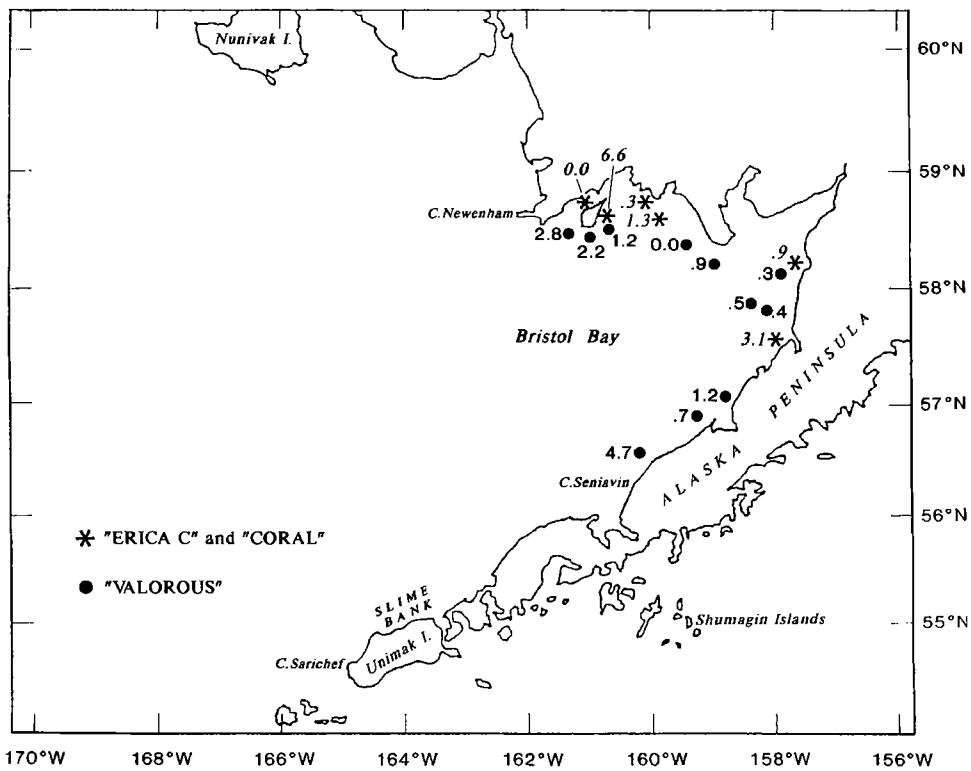 Nunivak I.
60°N
6.6
0.0
59°N
.3
C.Newenham
1.3
2.8
2.2
1.2
0.0
.9
.9
.3
58°N
.5
.4
Bristol Bay
3.1
ALASKA PENINSULA
1.2
.7
57°N
4.7
C.Seniavin
"ERICA C" and "CORAL"
56°N
"VALOROUS"
SLIME
BANK
Shumagin Islands
55°N
Unimak I.
C.Sarichef
170°W 168°W 166°W 164°W 162°W 160°W 158°W 156°W